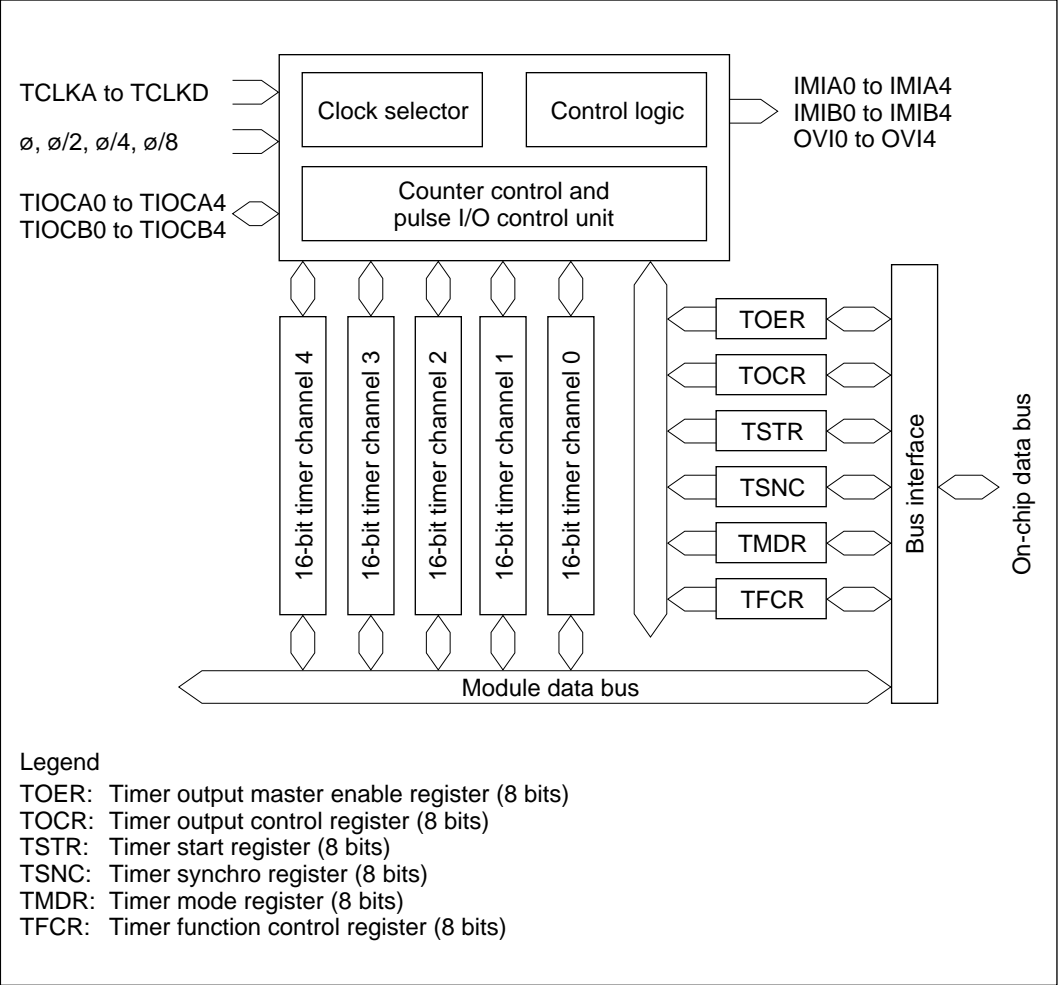 TCLKA to TCLKD
ø, ø/2, ø/4, ø/8
TIOCA0 to TIOCA4
TIOCB0 to TIOCB4
Clock selector
Control logic
Counter control and
pulse I/O control unit
IMIA0 to IMIA4
IMIB0 to IMIB4
OVI0 to OVI4
16-bit timer channel 4
16-bit timer channel 3
16-bit timer channel 2
16-bit timer channel 1
16-bit timer channel 0
TOER
TOCR
TSTR
TSNC
TMDR
TFCR
Bus interface
On-chip data bus
Module data bus
Legend
TOER: Timer output master enable register (8 bits)
TOCR: Timer output control register (8 bits)
TSTR: Timer start register (8 bits)
TSNC: Timer synchro register (8 bits)
TMDR: Timer mode register (8 bits)
TFCR: Timer function control register (8 bits)